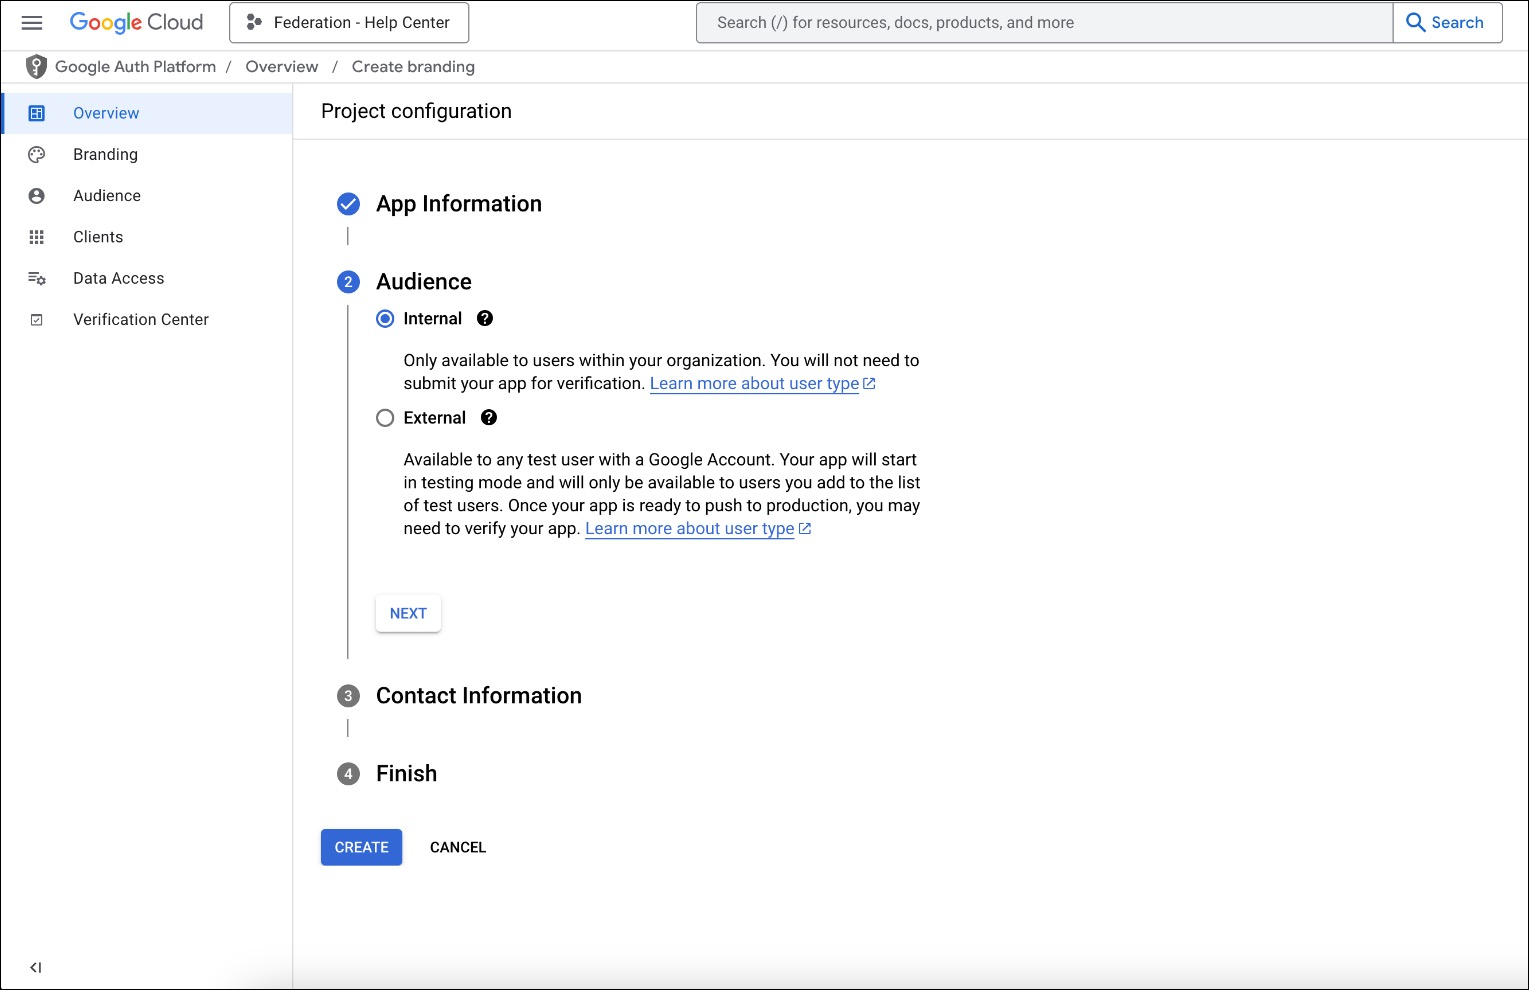 Google Cloud
Federation - Help Center
Search (/) for resources, docs, products, and more
Search
Google Auth Platform / Overview / Create branding
Overview
Branding
Audience
Clients
Data Access
Verification Center
Project configuration
App Information
2 Audience
Internal ?
Only available to users within your organization. You will not need to
submit your app for verification. Learn more about user type
External ?
Available to any test user with a Google Account. Your app will start
in testing mode and will only be available to users you add to the list
of test users. Once your app is ready to push to production, you may
need to verify your app. Learn more about user type
NEXT
3 Contact Information
4 Finish
CREATE
CANCEL